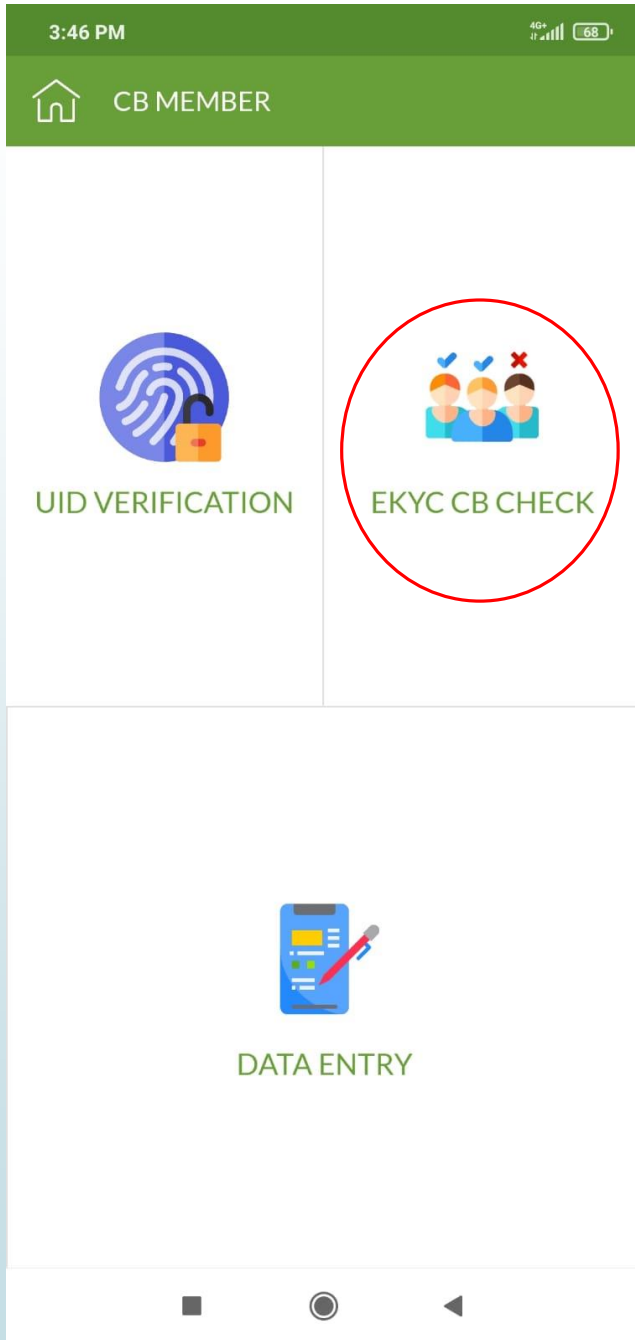 3:46 PM
4G+
68
CB MEMBER
UID VERIFICATION
EKYC CB CHECK
DATA ENTRY